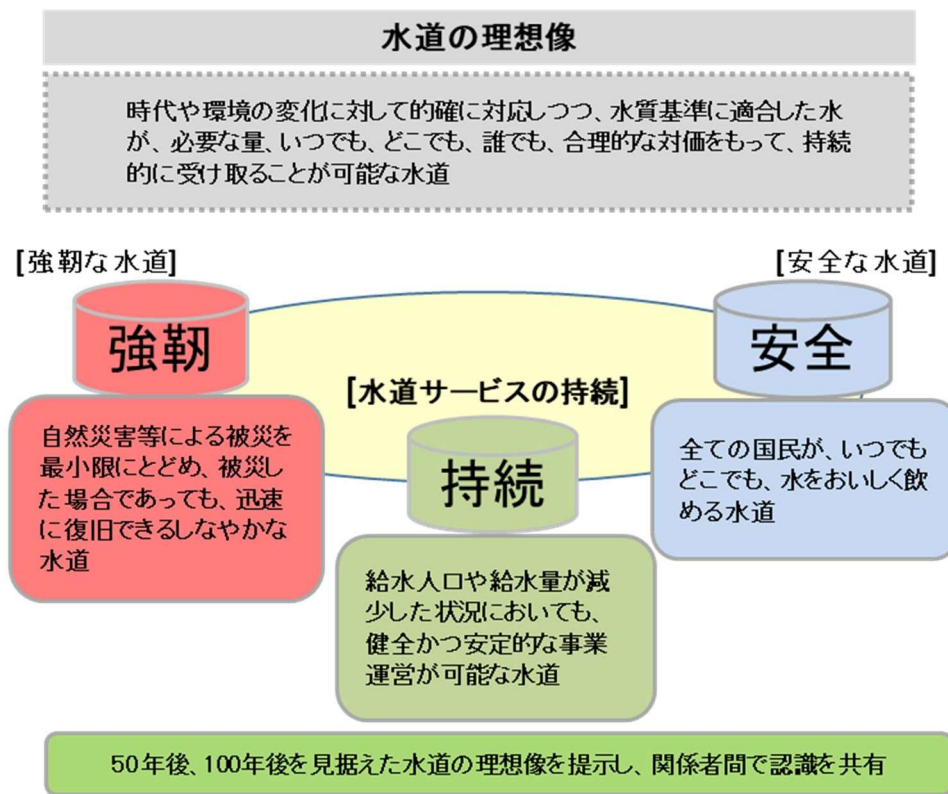 水道の理想像
時代や環境の変化に対して的確に対応しつつ、水質基準に適合した水
が、必要な量、いつでも、どこでも、誰でも、合理的な対価をもって、持続
的に受け取ることが可能な水道
[強靭な水道]
[安全な水道]
強靭
安全
[水道サービスの持続]
自然災害等による被災を
最小限にとどめ、被災し
た場合であっても、迅速
に復旧できるしなやかな
水道
持続
全ての国民が、いつでも
どこでも、水をおいしく飲
める水道
給水人口や給水量が減
少した状況においても、
健全かつ安定的な事業
運営が可能な水道
50年後、100年後を見据えた水道の理想像を提示し、関係者間で認識を共有